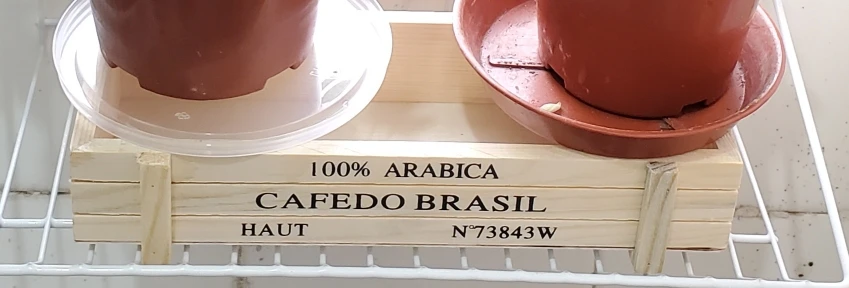 100% ARABICA
CAFEDO BRASIL
HAUT N°73843W